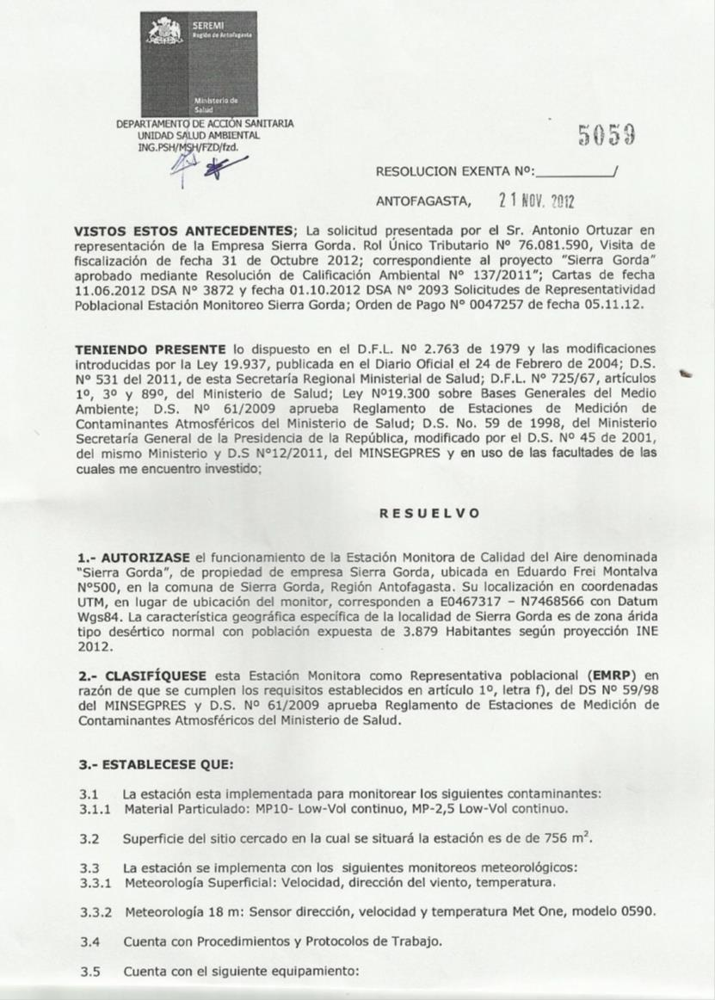 SEREMI
Región de Antofagasta
Ministerio de
Salud
DEPARTAMENTO DE ACCIÓN SANITARIA
UNIDAD SALUD AMBIENTAL
ING.PSH/MSH/FZD/fzd.
5059
RESOLUCION EXENTA Nº:________/
ANTOFAGASTA, 21 NOV. 2012
VISTOS ESTOS ANTECEDENTES; La solicitud presentada por el Sr. Antonio Ortuzar en
representación de la Empresa Sierra Gorda. Rol Único Tributario Nº 76.081.590, Visita de
fiscalización de fecha 31 de Octubre 2012; correspondiente al proyecto "Sierra Gorda"
aprobado mediante Resolución de Calificación Ambiental N° 137/2011"; Cartas de fecha
11.06.2012 DSA N° 3872 y fecha 01.10.2012 DSA N° 2093 Solicitudes de Representatividad
Poblacional Estación Monitoreo Sierra Gorda; Orden de Pago N° 0047257 de fecha 05.11.12.
TENIENDO PRESENTE lo dispuesto en el D.F.L. Nº 2.763 de 1979 y las modificaciones
introducidas por la Ley 19.937, publicada en el Diario Oficial el 24 de Febrero de 2004; D.S.
N° 531 del 2011, de esta Secretaría Regional Ministerial de Salud; D.F.L. N° 725/67, artículos
1º, 3º y 89º, del Ministerio de Salud; Ley Nº19.300 sobre Bases Generales del Medio
Ambiente; D.S. Nº 61/2009 aprueba Reglamento de Estaciones de Medición de
Contaminantes Atmosféricos del Ministerio de Salud; D.S. No. 59 de 1998, del Ministerio
Secretaría General de la Presidencia de la República, modificado por el D.S. Nº 45 de 2001,
del mismo Ministerio y D.S N°12/2011, del MINSEGPRES y en uso de las facultades de las
cuales me encuentro investido;
R E S U E L V O
1.- AUTORIZASE el funcionamiento de la Estación Monitora de Calidad del Aire denominada
"Sierra Gorda", de propiedad de empresa Sierra Gorda, ubicada en Eduardo Frei Montalva
N°500, en la comuna de Sierra Gorda, Región Antofagasta. Su localización en coordenadas
UTM, en lugar de ubicación del monitor, corresponden a E0467317 – N7468566 con Datum
Wgs84. La característica geográfica específica de la localidad de Sierra Gorda es de zona árida
tipo desértico normal con población expuesta de 3.879 Habitantes según proyección INE
2012.
2.- CLASIFÍQUESE esta Estación Monitora como Representativa poblacional (EMRP) en
razón de que se cumplen los requisitos establecidos en artículo 1º, letra f), del DS Nº 59/98
del MINSEGPRES y D.S. Nº 61/2009 aprueba Reglamento de Estaciones de Medición de
Contaminantes Atmosféricos del Ministerio de Salud.
3.- ESTABLECESE QUE:
3.1 La estación esta implementada para monitorear los siguientes contaminantes:
3.1.1 Material Particulado: MP10- Low-Vol continuo, MP-2,5 Low-Vol continuo.
3.2 Superficie del sitio cercado en la cual se situará la estación es de de 756 m².
3.3 La estación se implementa con los siguientes monitoreos meteorológicos:
3.3.1 Meteorología Superficial: Velocidad, dirección del viento, temperatura.
3.3.2 Meteorología 18 m: Sensor dirección, velocidad y temperatura Met One, modelo 0590.
3.4 Cuenta con Procedimientos y Protocolos de Trabajo.
3.5 Cuenta con el siguiente equipamiento: